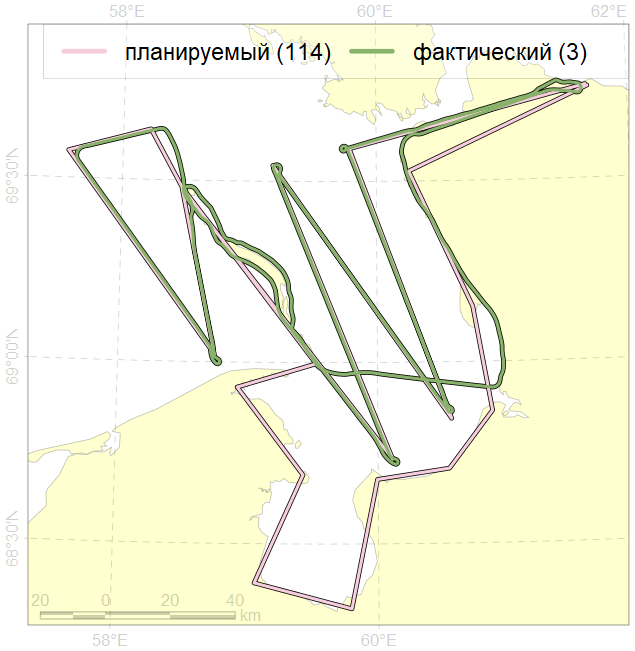 58°E 60°E 62°E
планируемый (114) фактический (3)
69°30'N
69°00'N
68°30'N
20 0 20 40
km
58°E 60°E